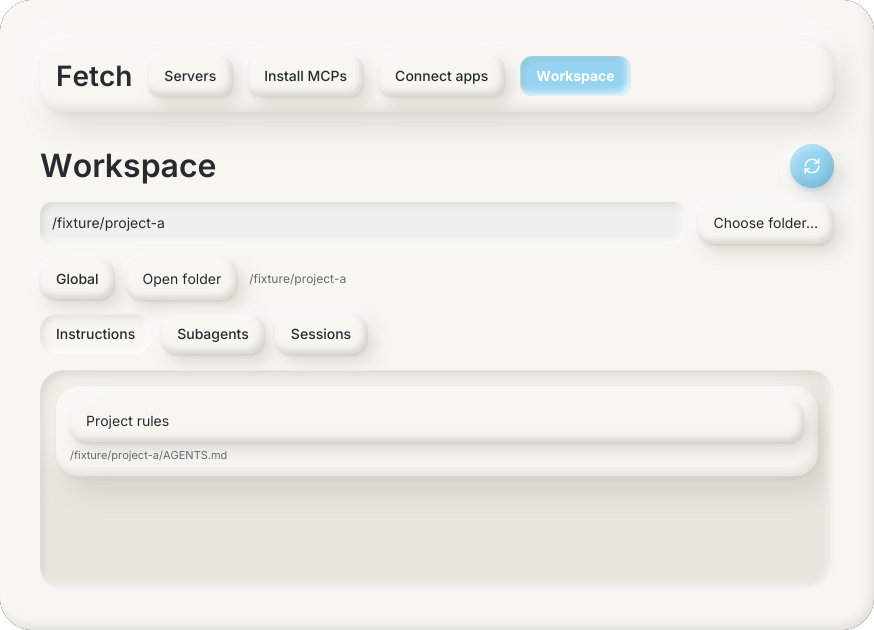 Fetch Servers Install MCPs Connect apps Workspace
Workspace
/fixture/project-a Choose folder...
Global Open folder /fixture/project-a
Instructions Subagents Sessions
Project rules
/fixture/project-a/AGENTS.md